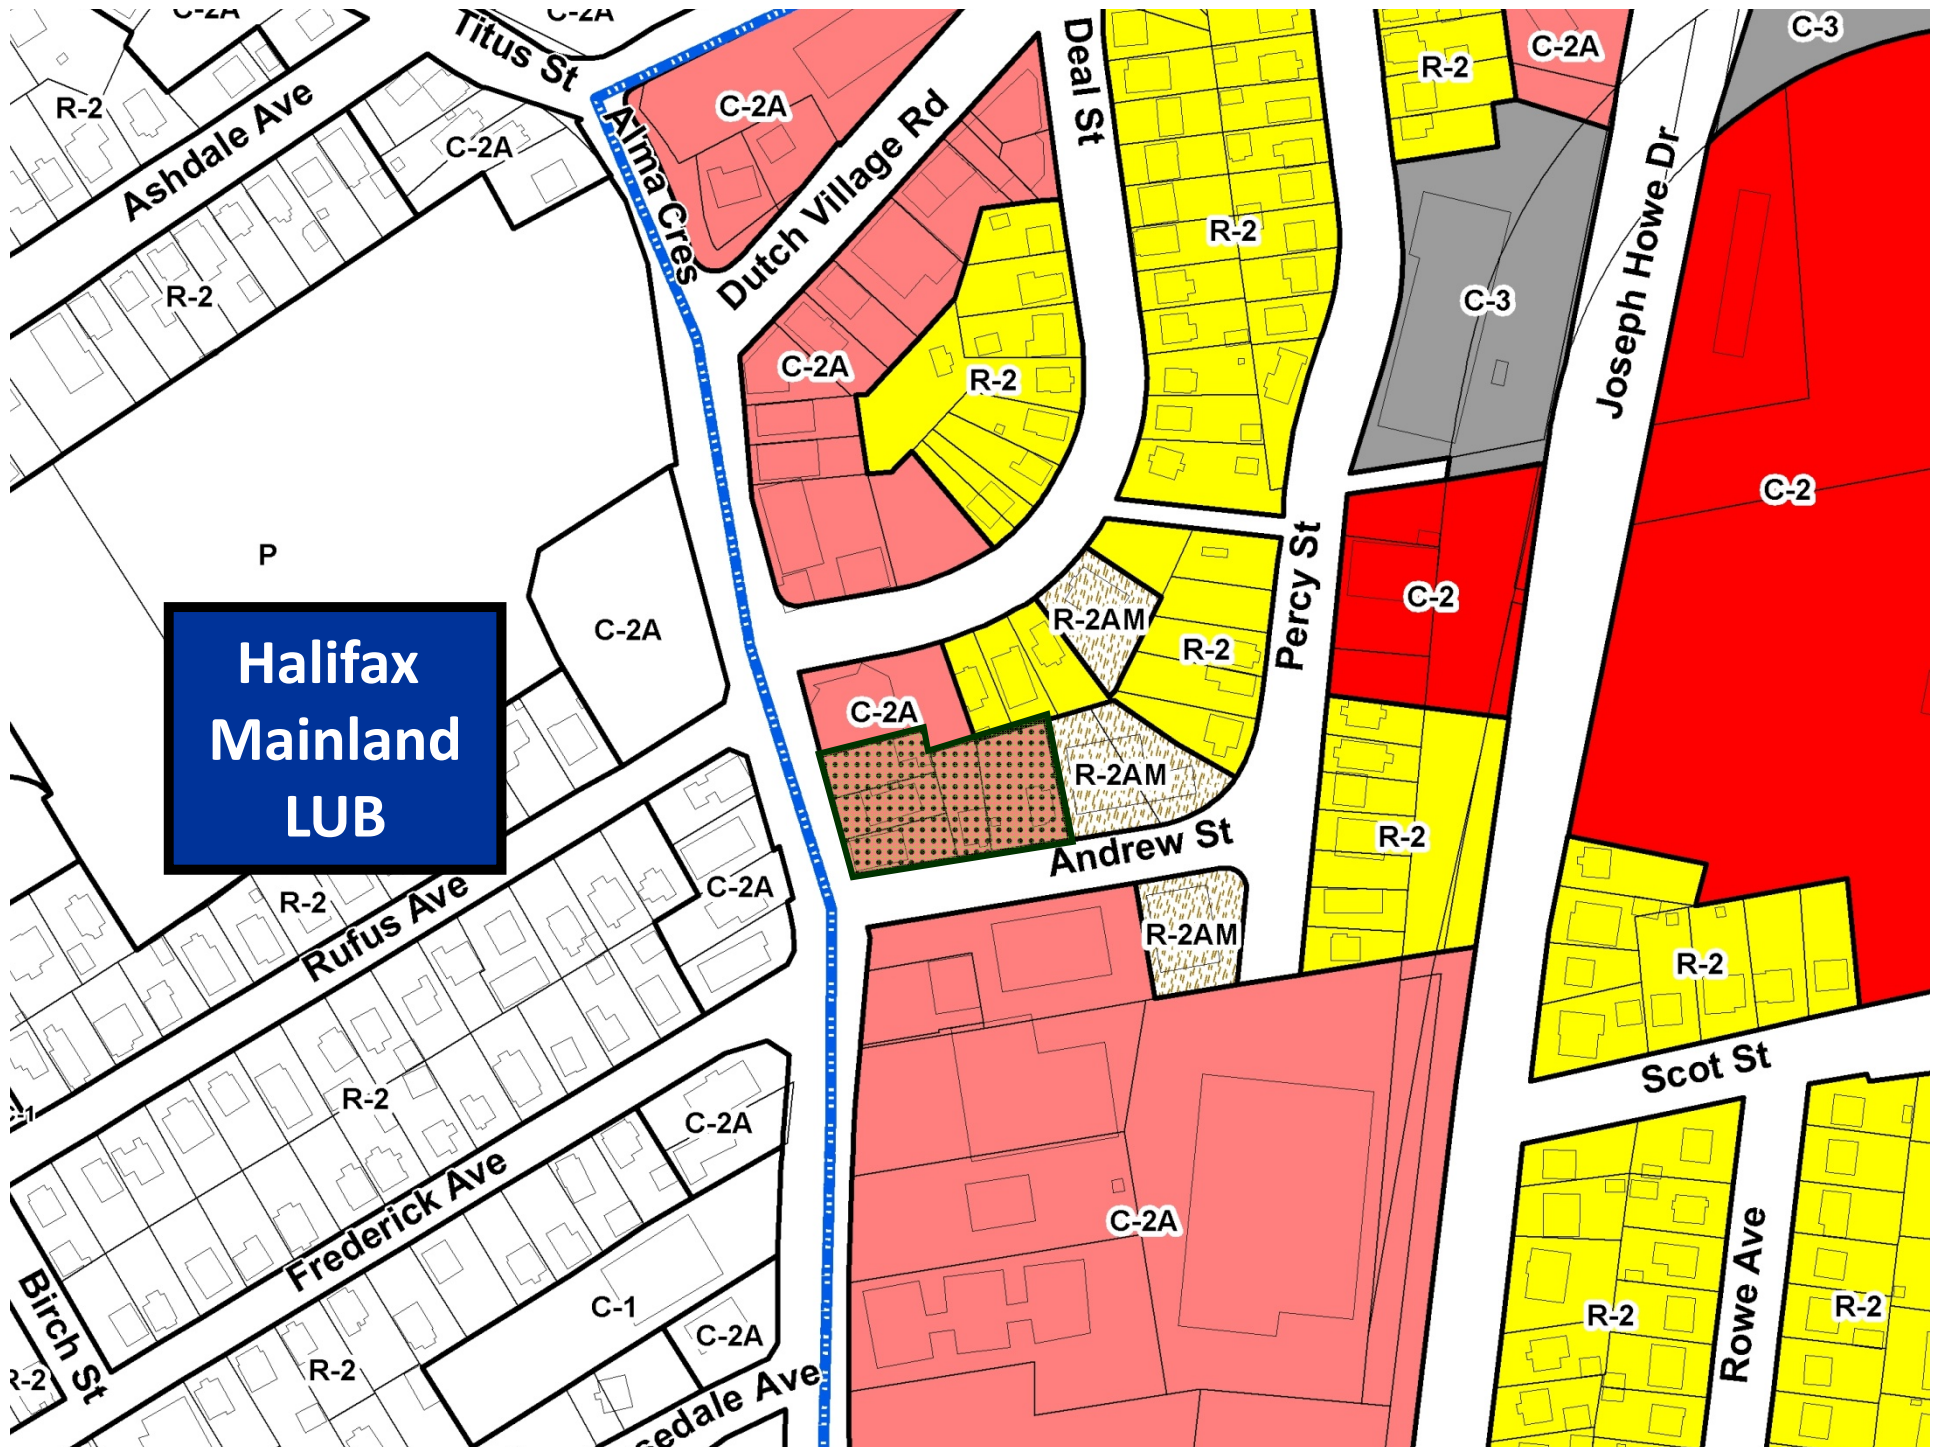 C-2A
C-2A
C-3
Titus St
Deal St
R-2
C-2A
R-2
Ashdale Ave
C-2A
C-2A
Alma Cres
Dutch Village Rd
Joseph Howe Dr
R-2
R-2
C-3
C-2A
R-2
C-2
P
Percy St
C-2
R-2AM
C-2A
R-2
Halifax
Mainland
LUB
C-2A
R-2AM
R-2
Andrew St
C-2A
R-2
Rufus Ave
R-2AM
R-2
Scot St
R-2
C-2A
Frederick Ave
C-2A
Birch St
C-1
R-2
R-2
Rowe Ave
C-2A
R-2
R-2